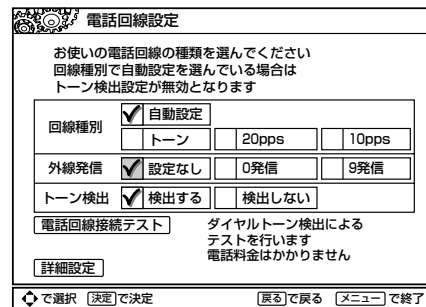 電話回線設定
お使いの電話回線の種類を選んでください
回線種別で自動設定を選んでいる場合は
トーン検出設定が無効となります
回線種別 自動設定
トーン 20pps 10pps
外線発信 設定なし 0発信 9発信
トーン検出 検出する 検出しない
電話回線接続テスト ダイヤルトーン検出による
テストを行います
電話料金はかかりません
詳細設定
で選択 決定 で決定 戻る で戻る メニュー で終了